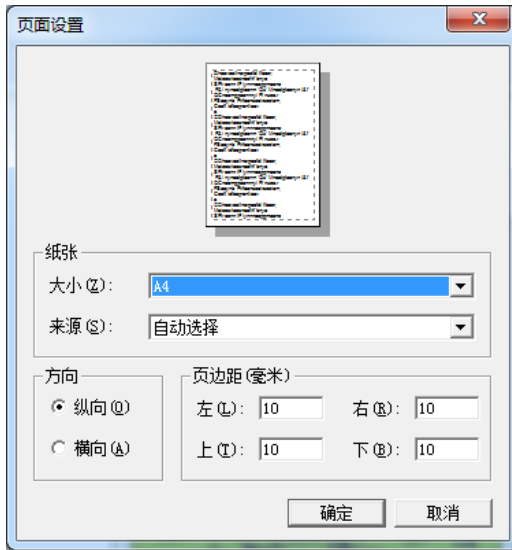 页面设置
纸张
大小(Z): A4
来源(S): 自动选择
方向
纵向(O)
横向(A)
页边距(毫米)
左(L): 10 右(R): 10
上(T): 10 下(B): 10
确定 取消